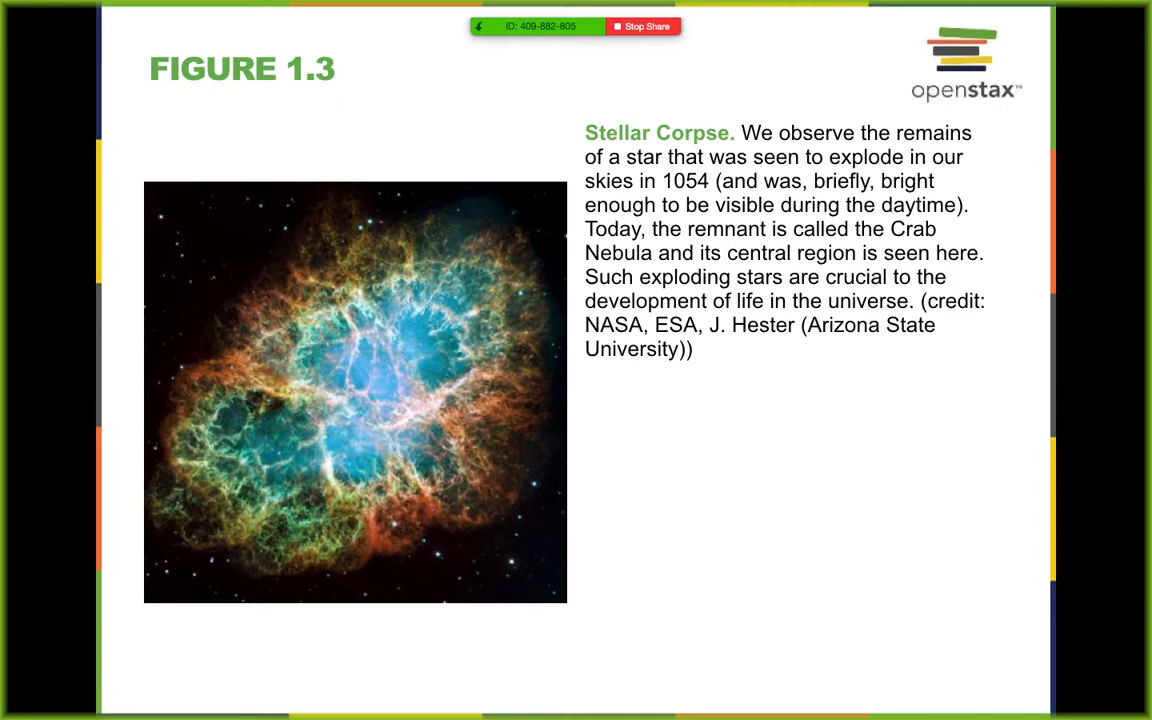 ID: 409-882-805 Stop Share
FIGURE 1.3
openstax™
Stellar Corpse. We observe the remains
of a star that was seen to explode in our
skies in 1054 (and was, briefly, bright
enough to be visible during the daytime).
Today, the remnant is called the Crab
Nebula and its central region is seen here.
Such exploding stars are crucial to the
development of life in the universe. (credit:
NASA, ESA, J. Hester (Arizona State
University))